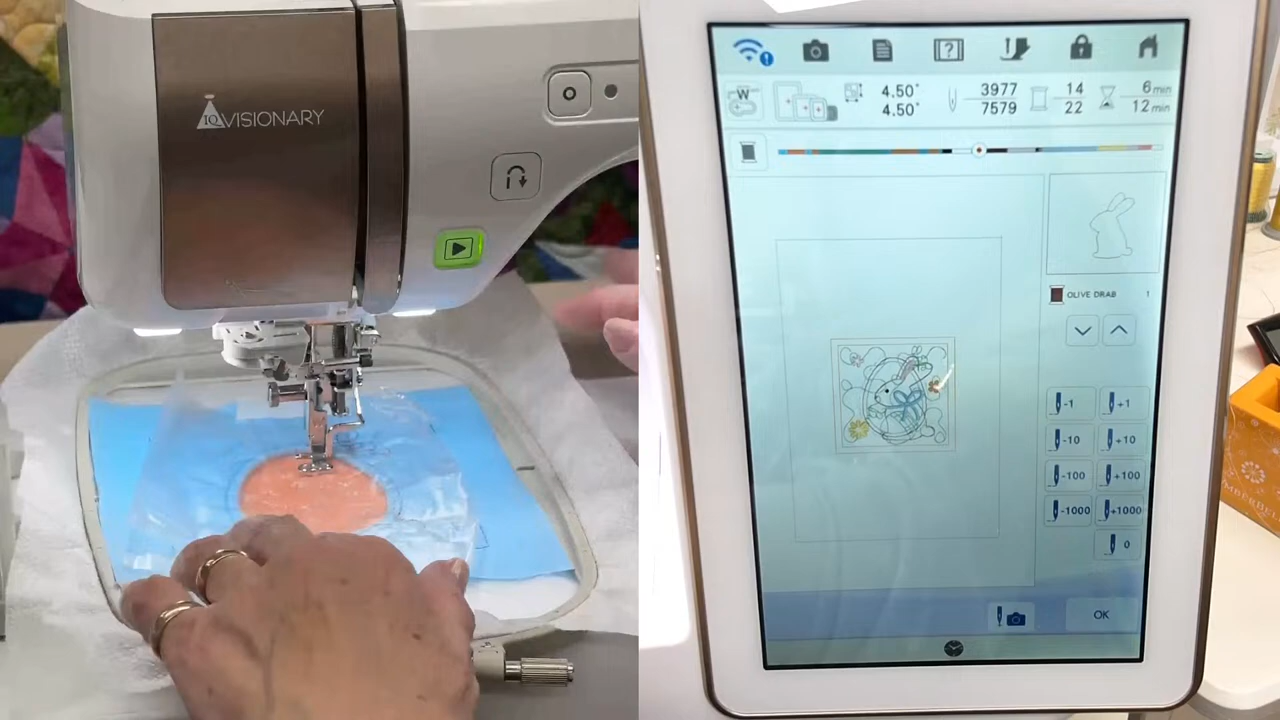 IQ VISIONARY
W
4.50"
4.50"
3977
7579
14
22
6 min
12 min
OLIVE DRAB 1
-1 +1
-10 +10
-100 +100
-1000 +1000
0
OK